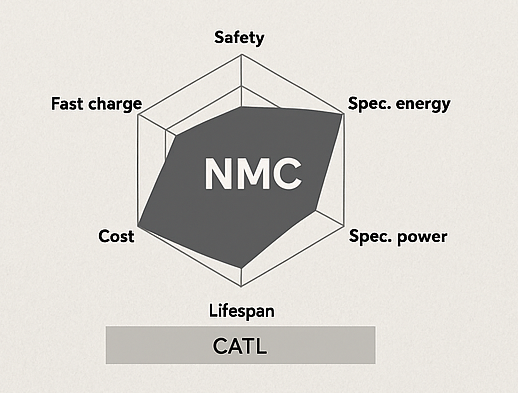 Safety
Fast charge
Spec. energy
NMC
Cost
Spec. power
Lifespan
CATL